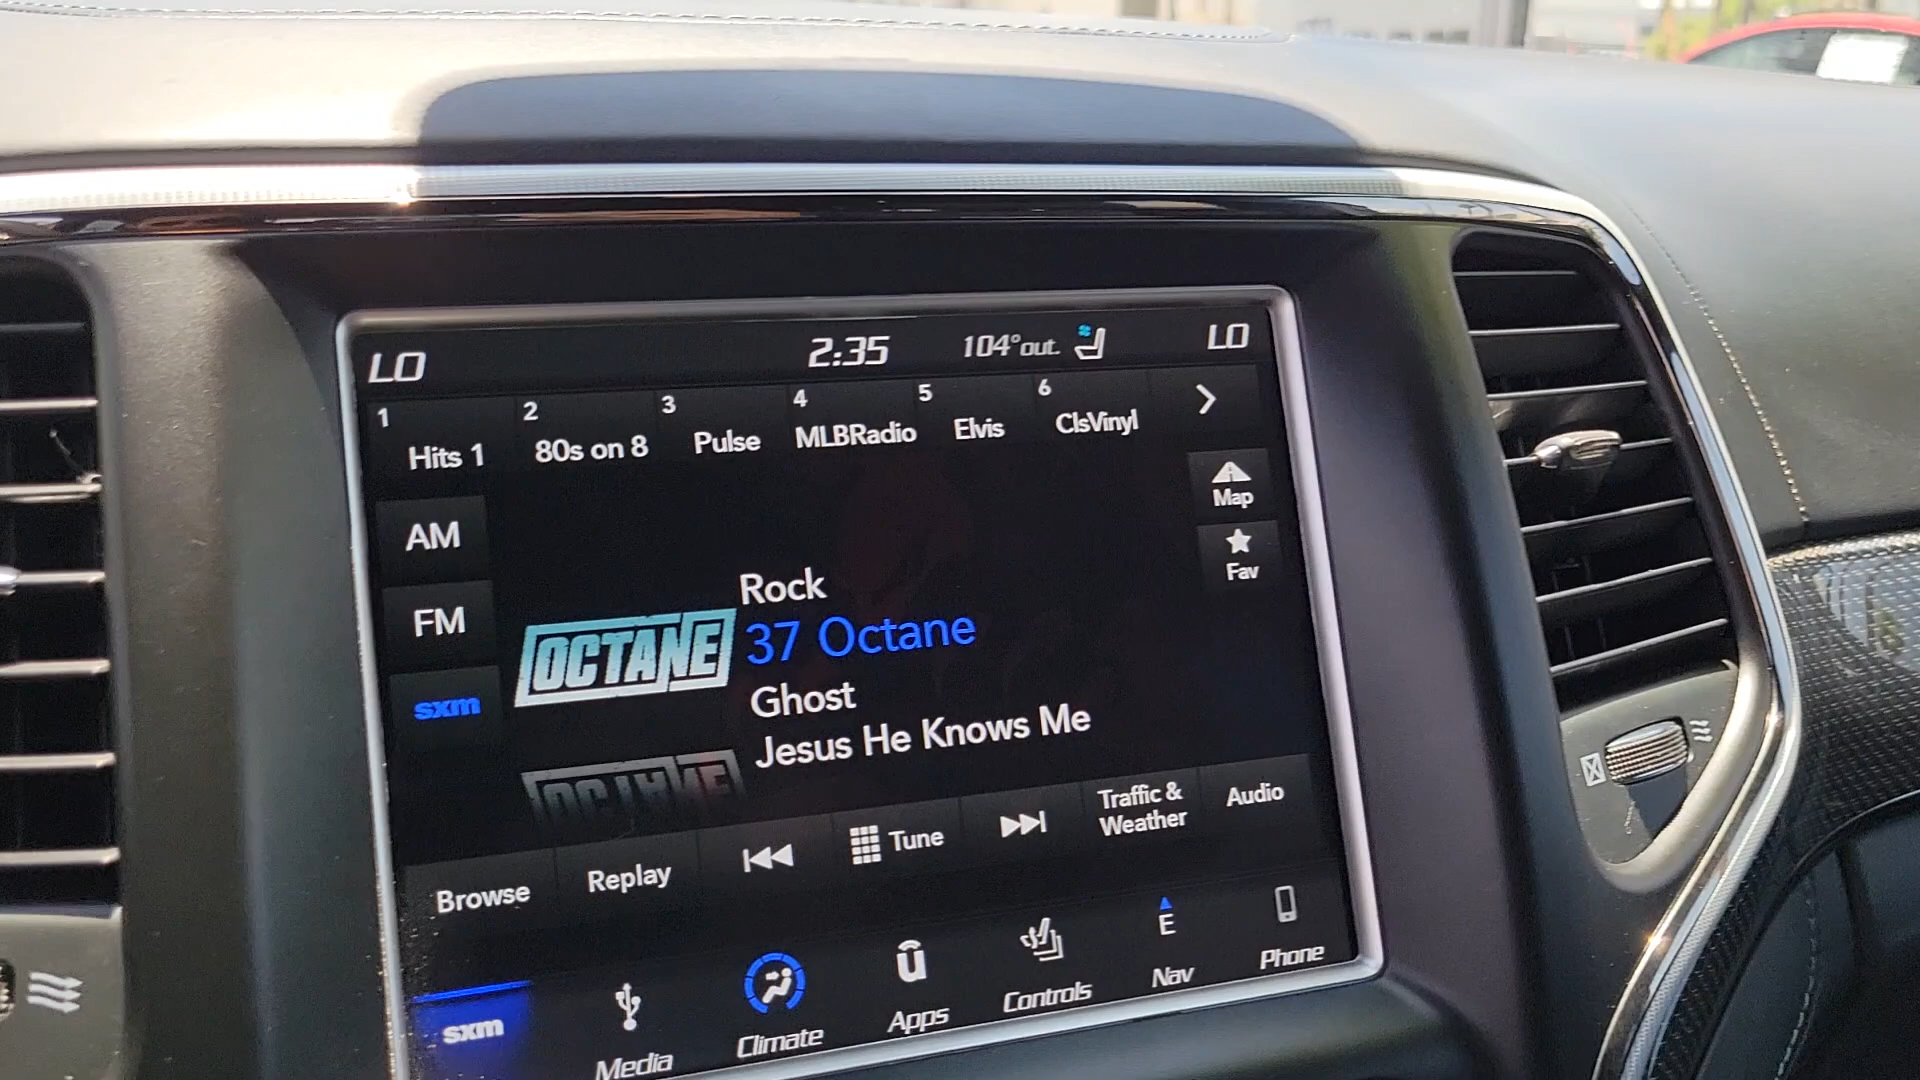 LO 2:35 104°out. LO
1 Hits 1 2 80s on 8 3 Pulse 4 MLBRadio 5 Elvis 6 ClsVinyl
Map
AM
Fav
Rock
FM
OCTANE 37 Octane
sxm
Ghost
Jesus He Knows Me
Browse Replay Tune Traffic & Weather Audio
sxm Media Climate Apps Controls E Nav Phone